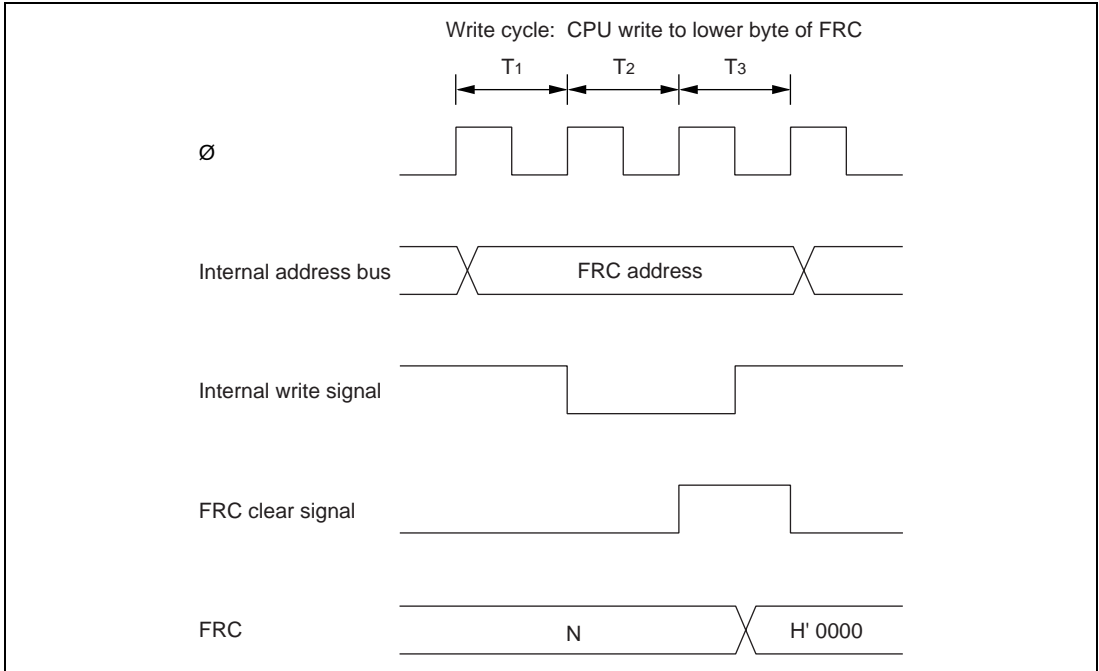 Write cycle: CPU write to lower byte of FRC
T1 T2 T3
Ø
Internal address bus FRC address
Internal write signal
FRC clear signal
FRC N H' 0000